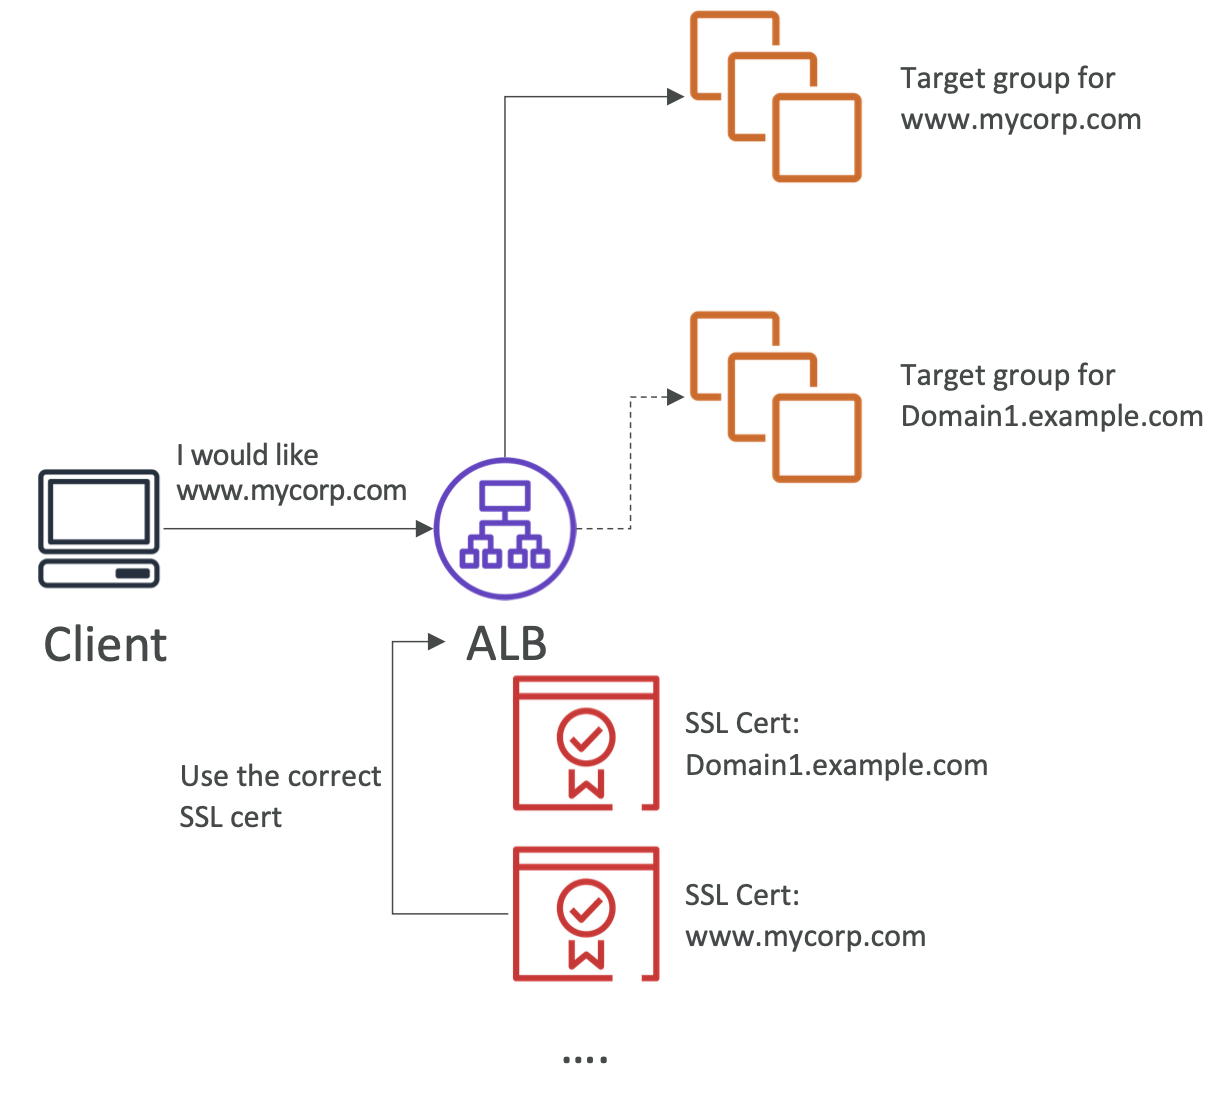 Target group for
www.mycorp.com
Target group for
Domain1.example.com
I would like
www.mycorp.com
Client
ALB
SSL Cert:
Domain1.example.com
Use the correct
SSL cert
SSL Cert:
www.mycorp.com
....